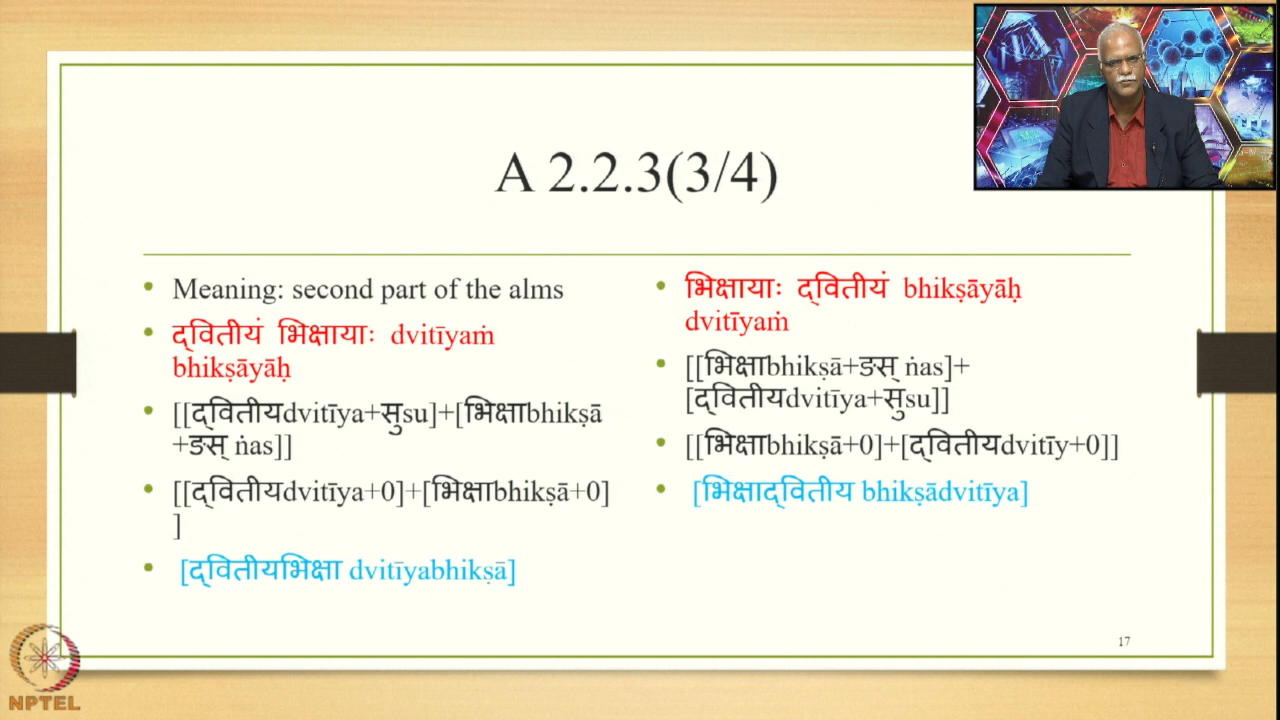 A 2.2.3(3/4)
• Meaning: second part of the alms
• द्वितीयं भिक्षायाः dvitīyaṁ
bhikṣāyāḥ
• [[द्वितीयdvitīya+सुsu]+[भिक्षाbhikṣā
+ङस् ṅas]]
• [[द्वितीयdvitīya+0]+[भिक्षाbhikṣā+0]
]
• [द्वितीयभिक्षा dvitīyabhikṣā]
• भिक्षायाः द्वितीयं bhikṣāyāḥ
dvitīyaṁ
• [[भिक्षाbhikṣā+ङस् ṅas]+
[द्वितीयdvitīya+सुsu]]
• [[भिक्षाbhikṣā+0]+[द्वितीयdvitīy+0]]
• [भिक्षाद्वितीय bhikṣādvitīya]
17
NPTEL